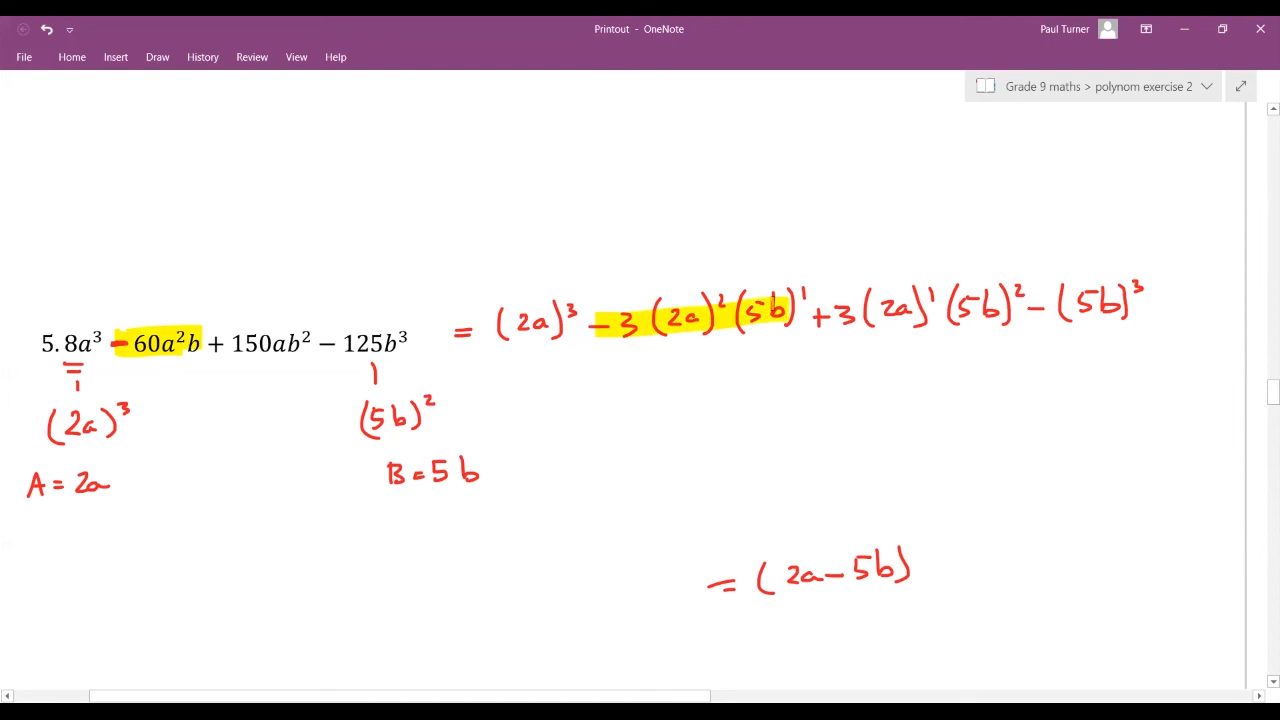 Printout - OneNote
Paul Turner
File Home Insert Draw History Review View Help
Grade 9 maths > polynom exercise 2
5. 8a³ - 60a²b + 150ab² − 125b³ = (2a)³ - 3(2a)²(5b)¹ + 3(2a)¹(5b)² - (5b)³
(2a)³ (5b)²
A = 2a B = 5b
= (2a - 5b)